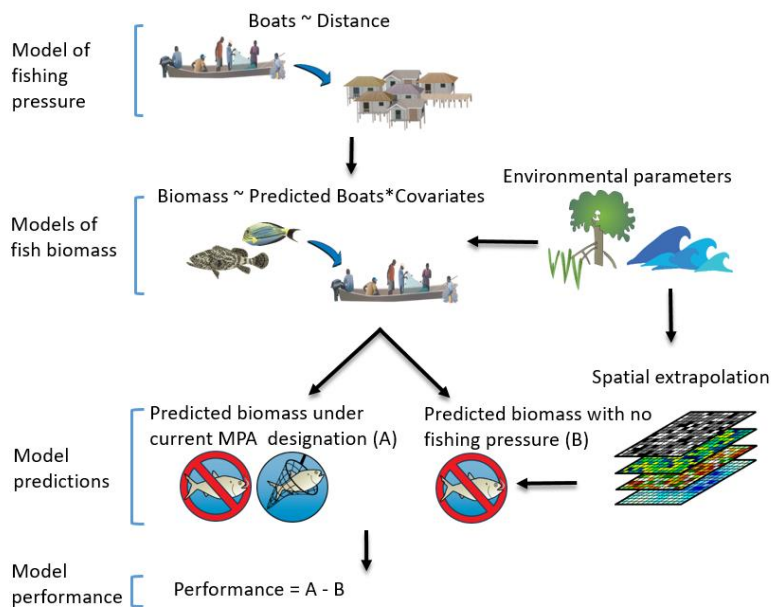 Boats ~ Distance
Model of
fishing
pressure
Environmental parameters
Biomass ~ Predicted Boats*Covariates
Models of
fish biomass
Spatial extrapolation
Predicted biomass under
current MPA designation (A)
Predicted biomass with no
fishing pressure (B)
Model
predictions
Model
performance
Performance = A - B